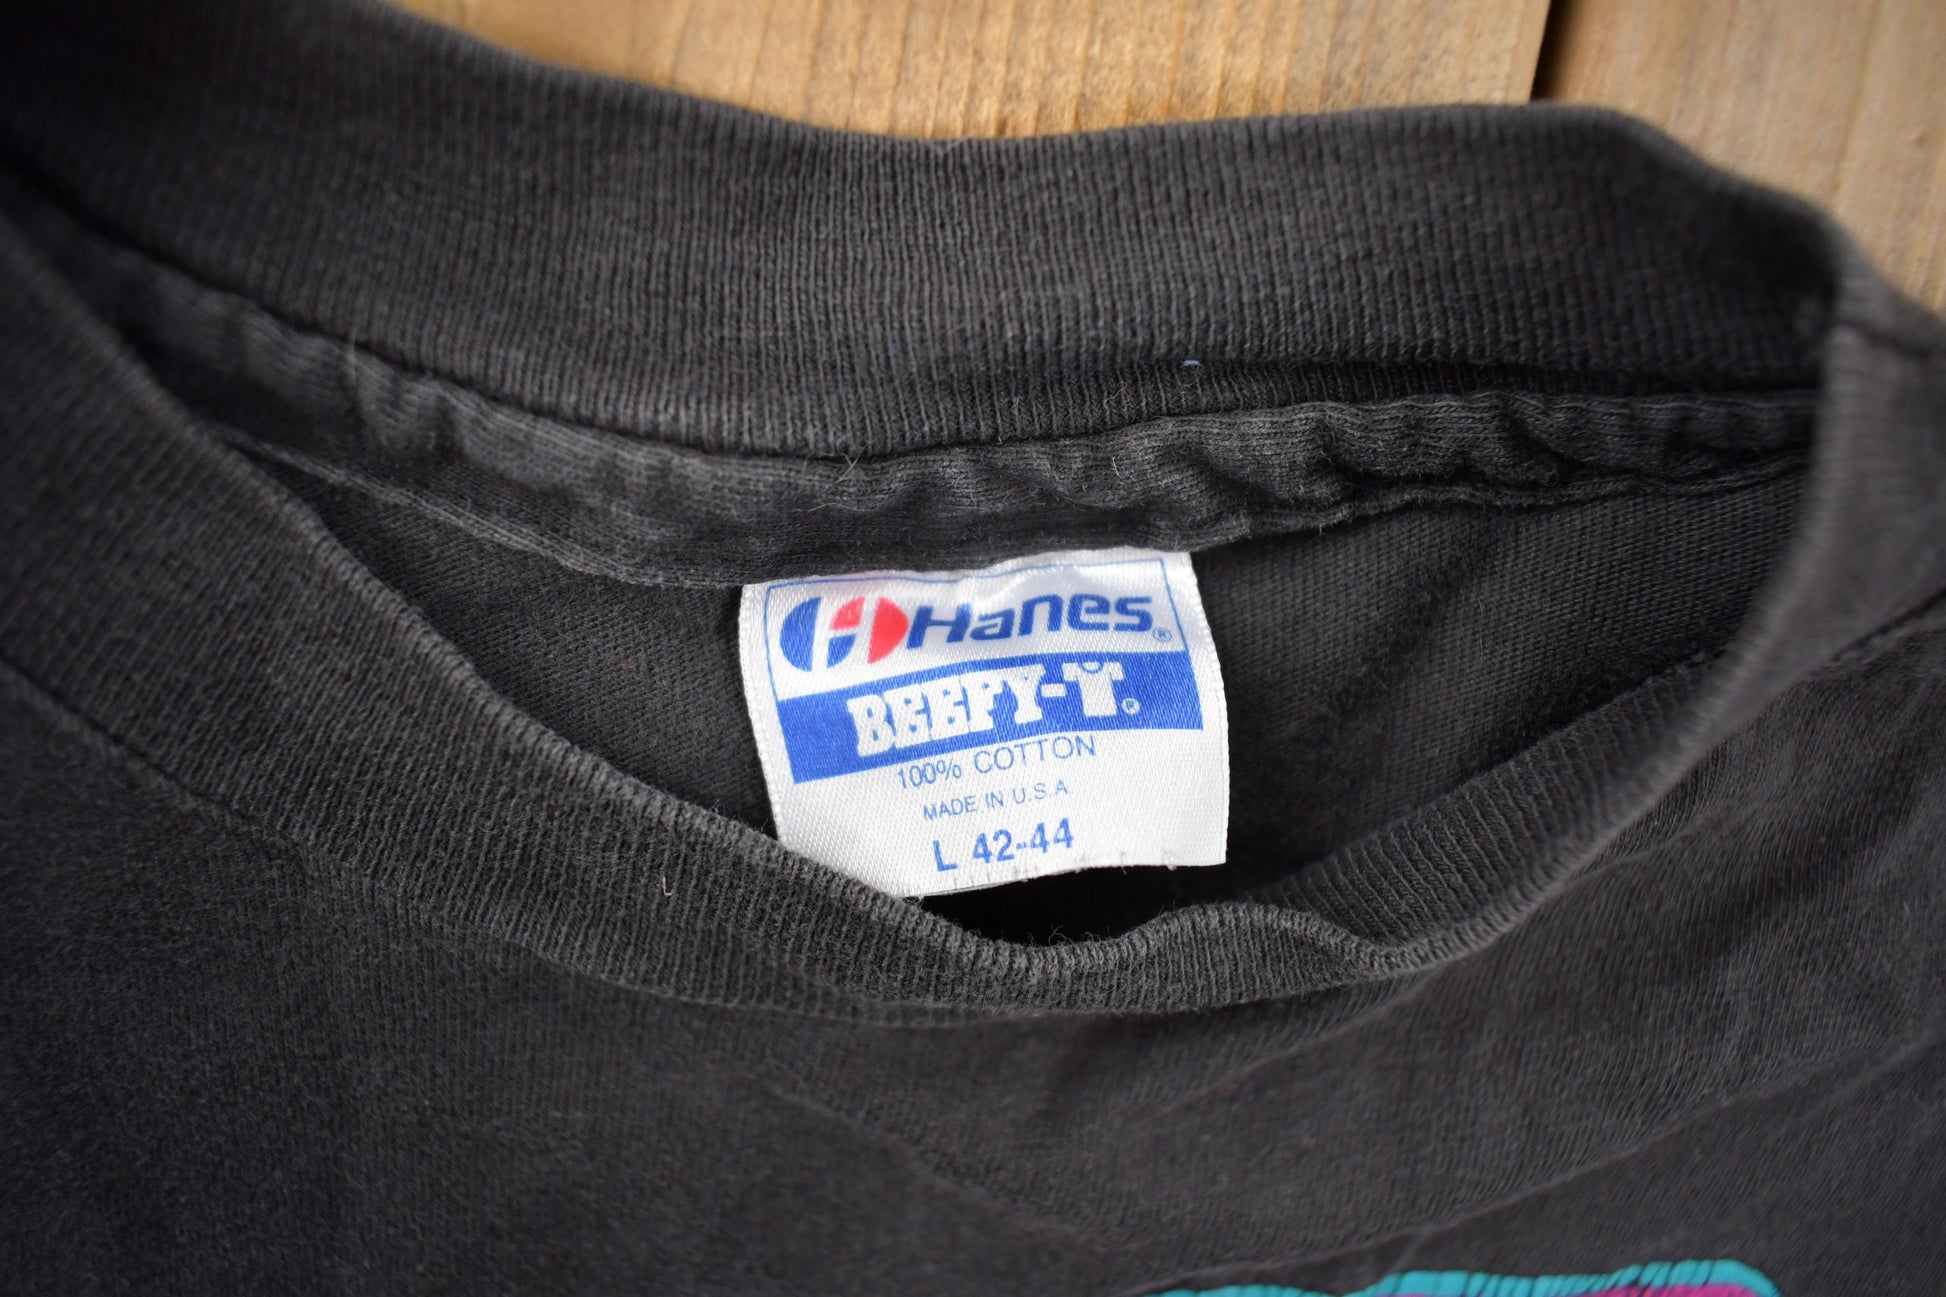 Hanes®
BEEFY-T®
100% COTTON
MADE IN U.S.A.
L 42-44